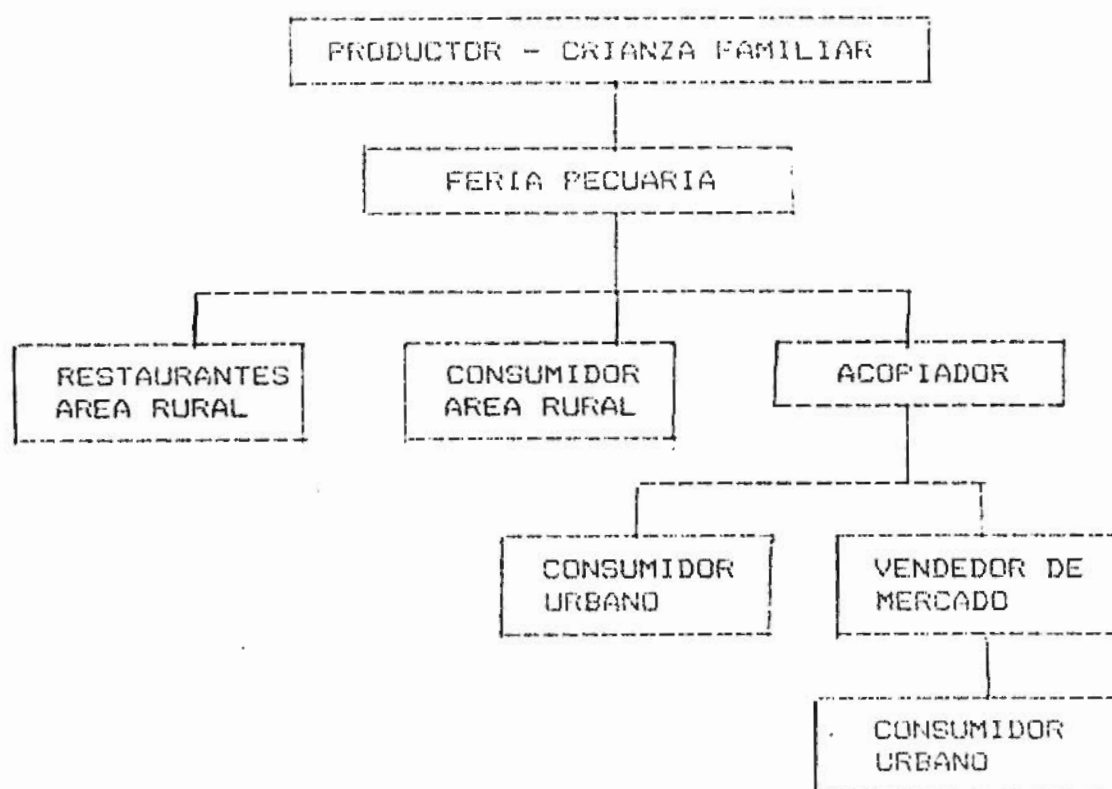 PRODUCTOR - CRIANZA FAMILIAR
FERIA PECUARIA
RESTAURANTES
AREA RURAL
CONSUMIDOR
AREA RURAL
ACOPIADOR
CONSUMIDOR
URBANO
VENDEDOR DE
MERCADO
CONSUMIDOR
URBANO